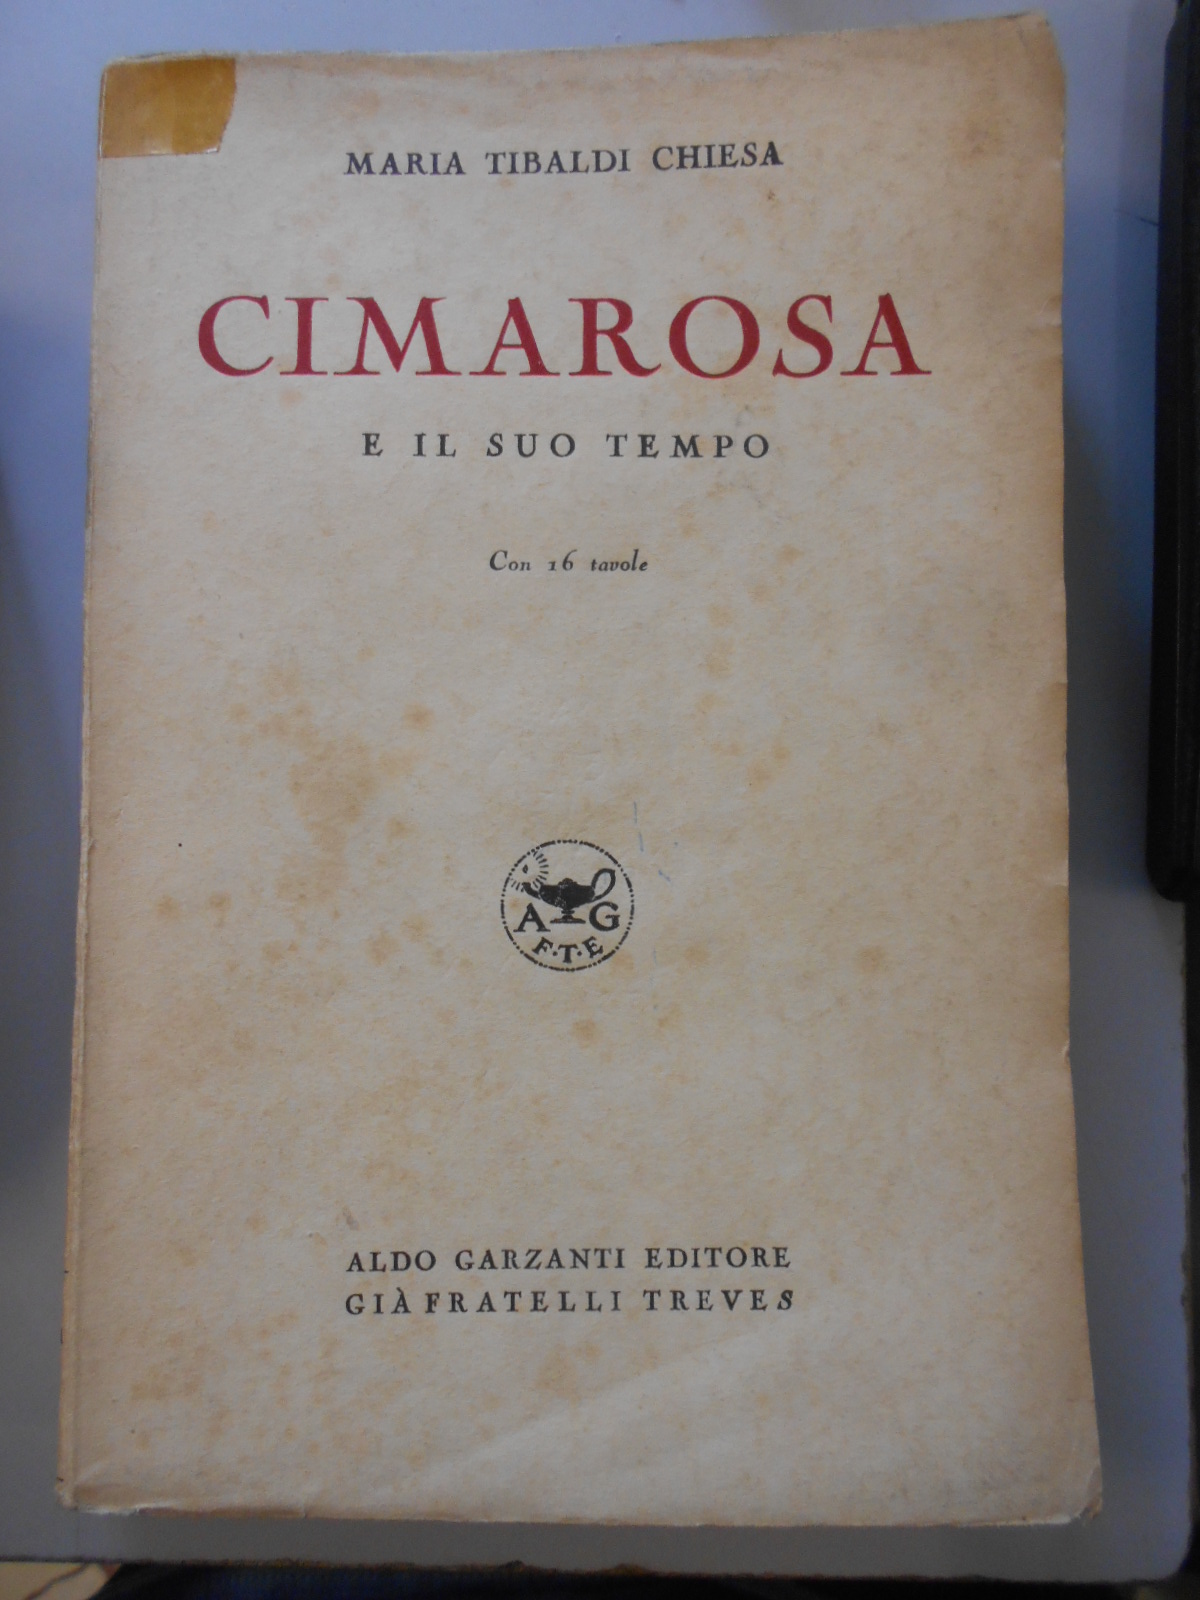 MARIA TIBALDI CHIESA
CIMAROSA
E IL SUO TEMPO
Con 16 tavole
A G
F·T·E
ALDO GARZANTI EDITORE
GIÀ FRATELLI TREVES